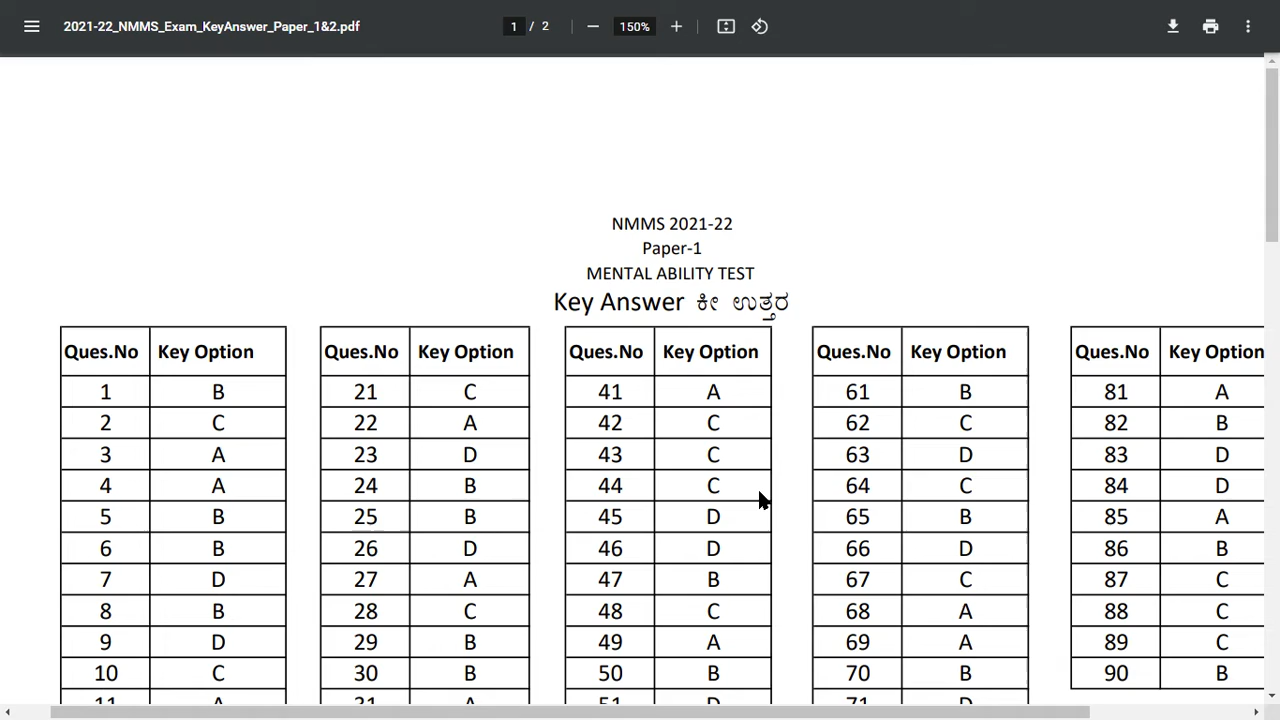 2021-22_NMMS_Exam_KeyAnswer_Paper_1&2.pdf 1 / 2 150%
NMMS 2021-22
Paper-1
MENTAL ABILITY TEST
Key Answer ಕೀ ಉತ್ತರ
Ques.No Key Option Ques.No Key Option Ques.No Key Option Ques.No Key Option Ques.No Key Option
1 B 21 C 41 A 61 B 81 A
2 C 22 A 42 C 62 C 82 B
3 A 23 D 43 C 63 D 83 D
4 A 24 B 44 C 64 C 84 D
5 B 25 B 45 D 65 B 85 A
6 B 26 D 46 D 66 D 86 B
7 D 27 A 47 B 67 C 87 C
8 B 28 C 48 C 68 A 88 C
9 D 29 B 49 A 69 A 89 C
10 C 30 B 50 B 70 B 90 B
11 A 31 A 51 D 71 D